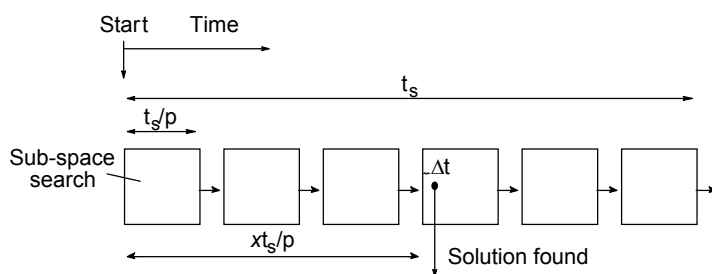 Start
Time
t_s
t_s/p
Sub-space
search
Δt
xt_s/p
Solution found